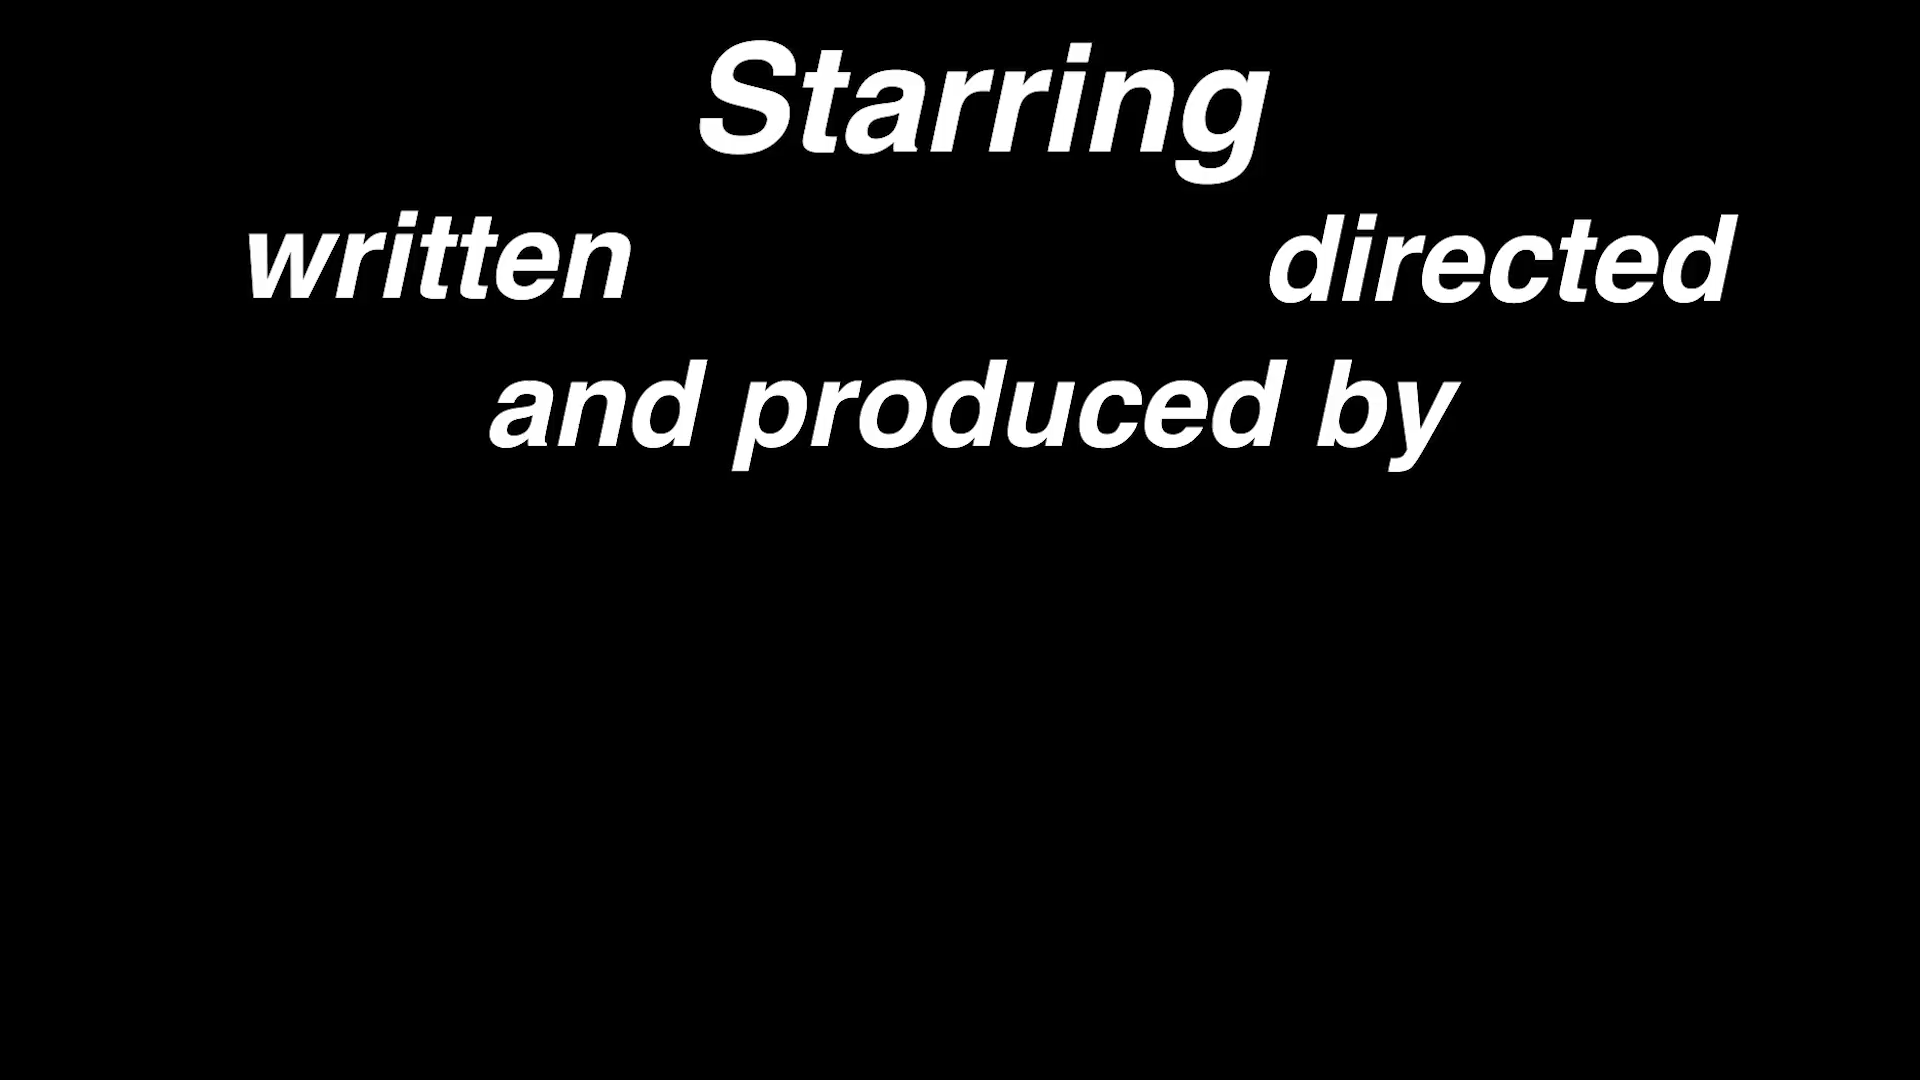 Starring
written directed
and produced by